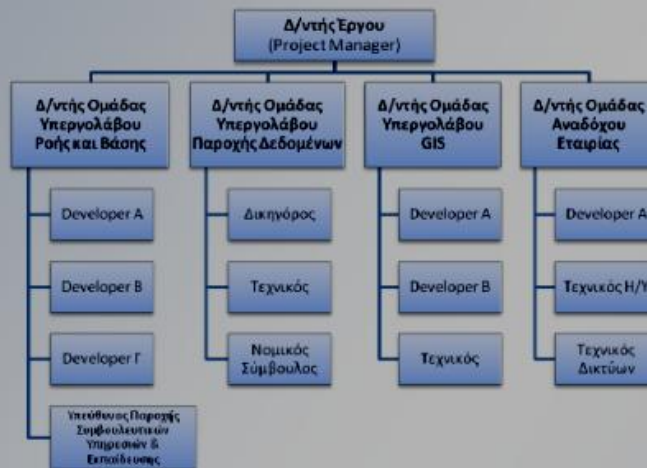 Δ/ντής Έργου
(Project Manager)
Δ/ντής Ομάδας
Υπεργολάβου
Ροής και Βάσης
Developer A
Developer B
Developer Γ
Υπεύθυνος Παροχής
Συμβουλευτικών
Υπηρεσιών &
Εκπαίδευσης
Δ/ντής Ομάδας
Υπεργολάβου
Παροχής Δεδομένων
Δικηγόρος
Τεχνικός
Νομικός
Σύμβουλος
Δ/ντής Ομάδας
Υπεργολάβου
GIS
Developer A
Developer B
Τεχνικός
Δ/ντής Ομάδας
Αναδόχου
Εταιρίας
Developer A
Τεχνικός Η/Υ
Τεχνικός
Δικτύων